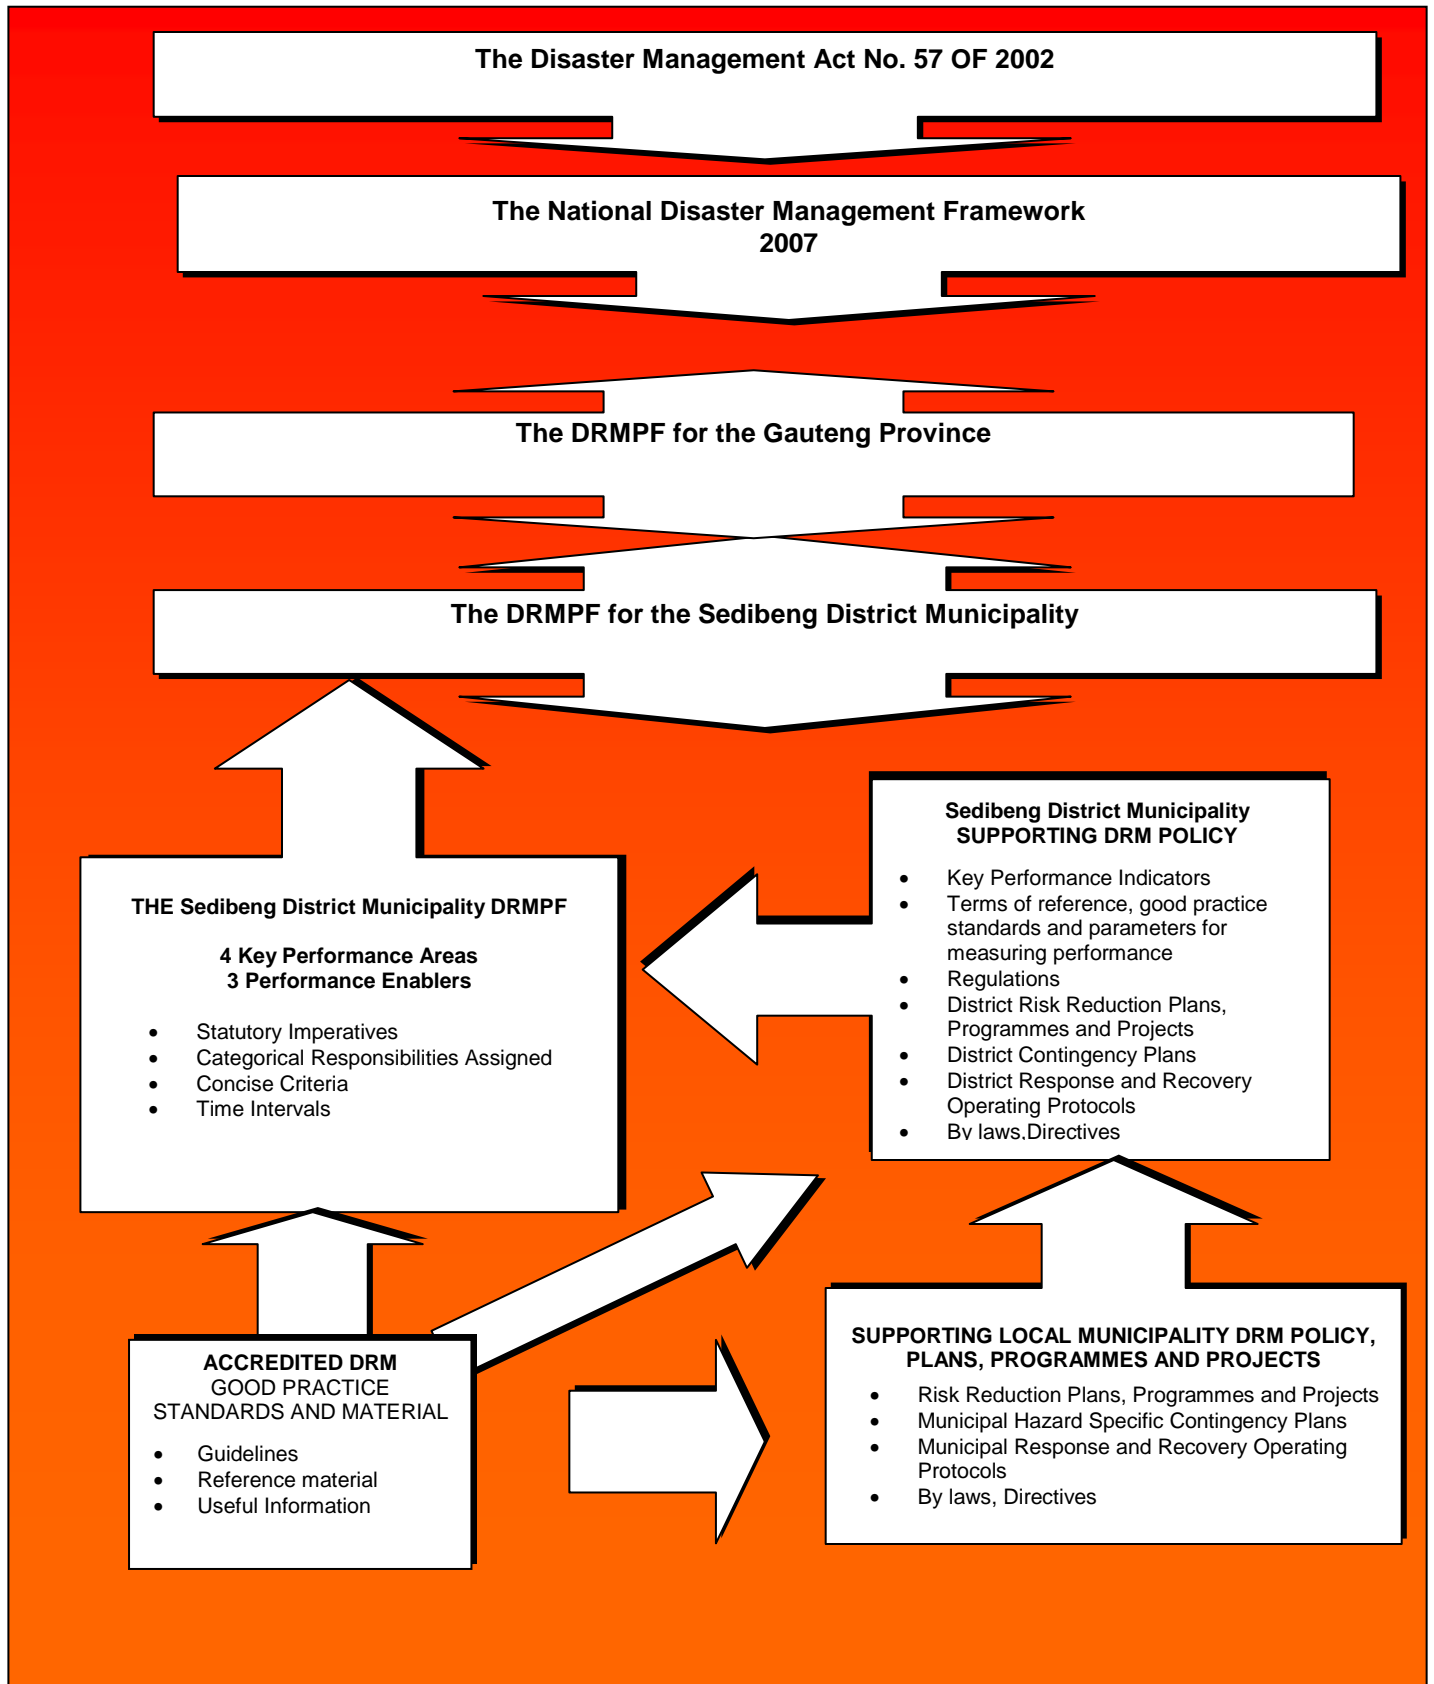 The Disaster Management Act No. 57 OF 2002
The National Disaster Management Framework
2007
The DRMPF for the Gauteng Province
The DRMPF for the Sedibeng District Municipality
THE Sedibeng District Municipality DRMPF
4 Key Performance Areas
3 Performance Enablers
• Statutory Imperatives
• Categorical Responsibilities Assigned
• Concise Criteria
• Time Intervals
Sedibeng District Municipality
SUPPORTING DRM POLICY
• Key Performance Indicators
• Terms of reference, good practice
standards and parameters for
measuring performance
• Regulations
• District Risk Reduction Plans,
Programmes and Projects
• District Contingency Plans
• District Response and Recovery
Operating Protocols
• By laws,Directives
ACCREDITED DRM
GOOD PRACTICE
STANDARDS AND MATERIAL
• Guidelines
• Reference material
• Useful Information
SUPPORTING LOCAL MUNICIPALITY DRM POLICY,
PLANS, PROGRAMMES AND PROJECTS
• Risk Reduction Plans, Programmes and Projects
• Municipal Hazard Specific Contingency Plans
• Municipal Response and Recovery Operating
Protocols
• By laws, Directives